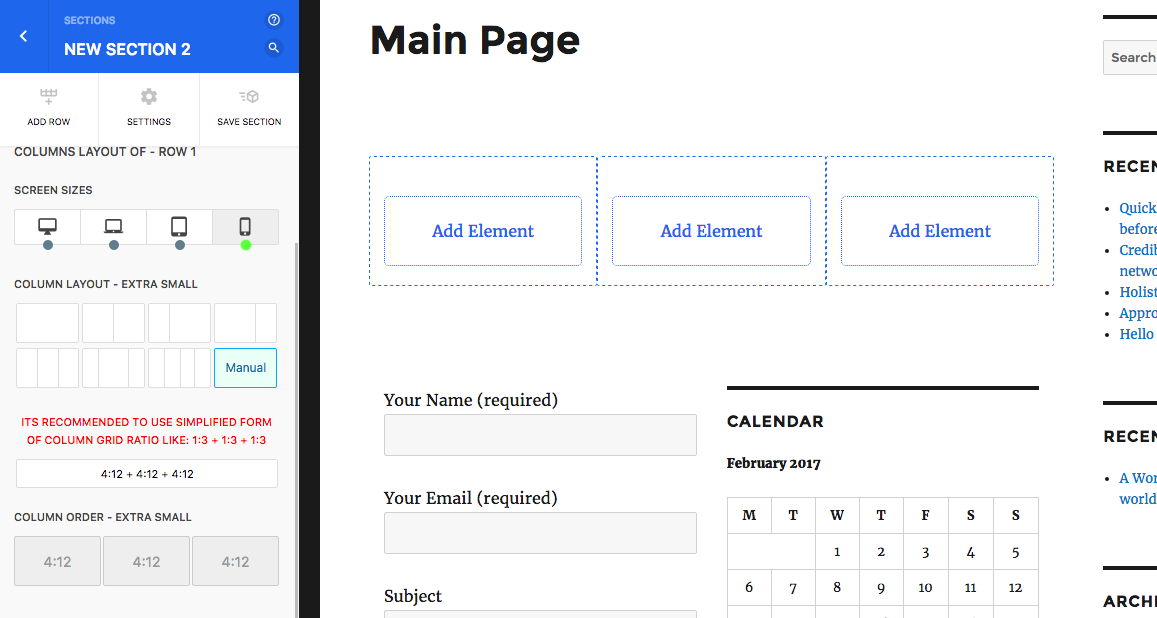 SECTIONS
NEW SECTION 2
ADD ROW
SETTINGS
SAVE SECTION
COLUMNS LAYOUT OF - ROW 1
SCREEN SIZES
COLUMN LAYOUT - EXTRA SMALL
Manual
ITS RECOMMENDED TO USE SIMPLIFIED FORM
OF COLUMN GRID RATIO LIKE: 1:3 + 1:3 + 1:3
4:12 + 4:12 + 4:12
COLUMN ORDER - EXTRA SMALL
4:12 4:12 4:12
Main Page
Add Element Add Element Add Element
Your Name (required)
Your Email (required)
Subject
CALENDAR
February 2017
M T W T F S S
1 2 3 4 5
6 7 8 9 10 11 12
Search
RECEN
Quick
before
Credib
netwo
Holist
Appro
Hello
RECEN
A Wor
world
ARCHI